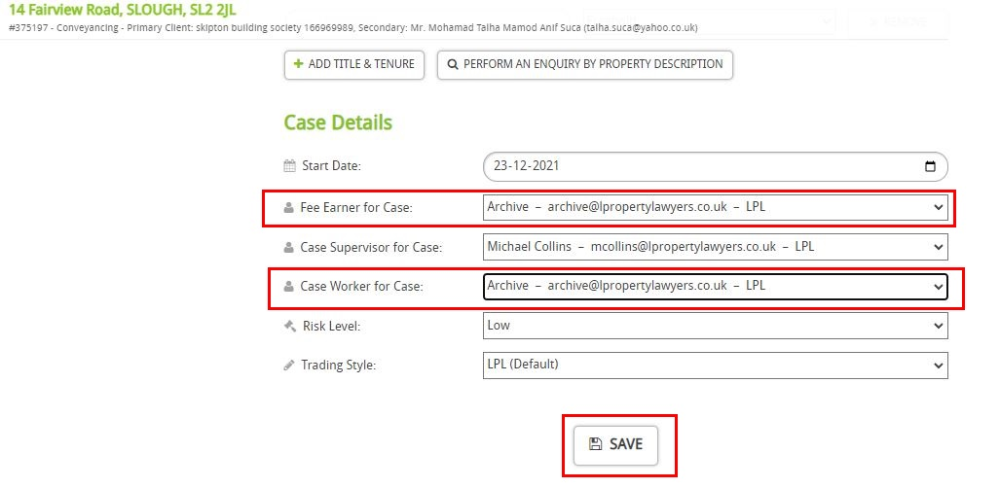 14 Fairview Road, SLOUGH, SL2 2JL
#375197 - Conveyancing - Primary Client: skipton building society 166969989, Secondary: Mr. Mohamad Talha Mamod Anif Suca (talha.suca@yahoo.co.uk)
REMOVE
ADD TITLE & TENURE PERFORM AN ENQUIRY BY PROPERTY DESCRIPTION
Case Details
Start Date: 23-12-2021
Fee Earner for Case: Archive – archive@lpropertylawyers.co.uk – LPL
Case Supervisor for Case: Michael Collins – mcollins@lpropertylawyers.co.uk – LPL
Case Worker for Case: Archive – archive@lpropertylawyers.co.uk – LPL
Risk Level: Low
Trading Style: LPL (Default)
SAVE